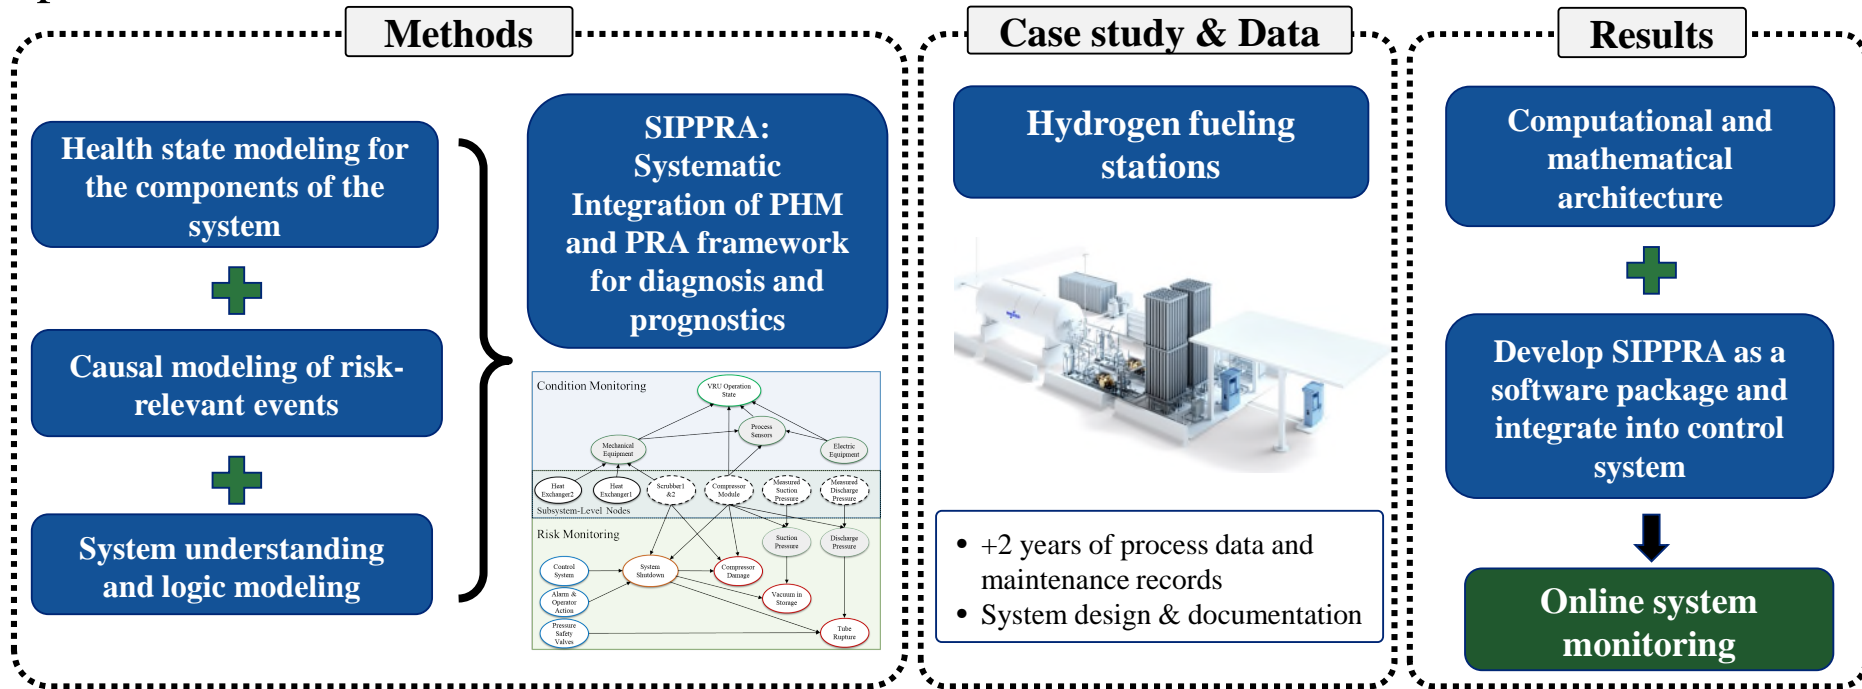 Methods
Health state modeling for
the components of the
system
Causal modeling of risk-
relevant events
System understanding
and logic modeling
SIPPRA:
Systematic
Integration of PHM
and PRA framework
for diagnosis and
prognostics
Condition Monitoring
VRU Operation
State
Process
Sensors
Mechanical
Equipment
Electric
Equipment
Heat
Exchanger2
Heat
Exchanger1
Scrubber1
&2
Compressor
Module
Measured
Suction
Pressure
Measured
Discharge
Pressure
Subsystem-Level Nodes
Risk Monitoring
Suction
Pressure
Discharge
Pressure
Control
System
System
Shutdown
Compressor
Damage
Alarm &
Operator
Action
Vacuum in
Storage
Pressure
Safety
Valves
Tube
Rupture
Case study & Data
Hydrogen fueling
stations
• +2 years of process data and
maintenance records
• System design & documentation
Results
Computational and
mathematical
architecture
Develop SIPPRA as a
software package and
integrate into control
system
Online system
monitoring